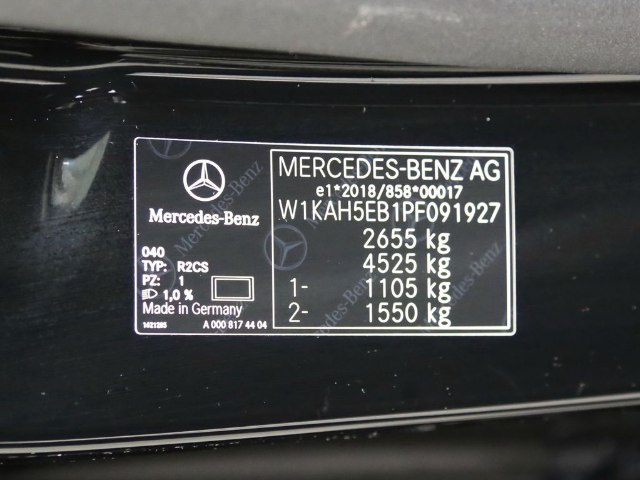 Mercedes-Benz
040
TYP: R2CS
PZ: 1
1,0 %
Made in Germany
1621285 A 000 817 44 04
MERCEDES-BENZ AG
e1*2018/858*00017
W1KAH5EB1PF091927
2655 kg
4525 kg
1- 1105 kg
2- 1550 kg